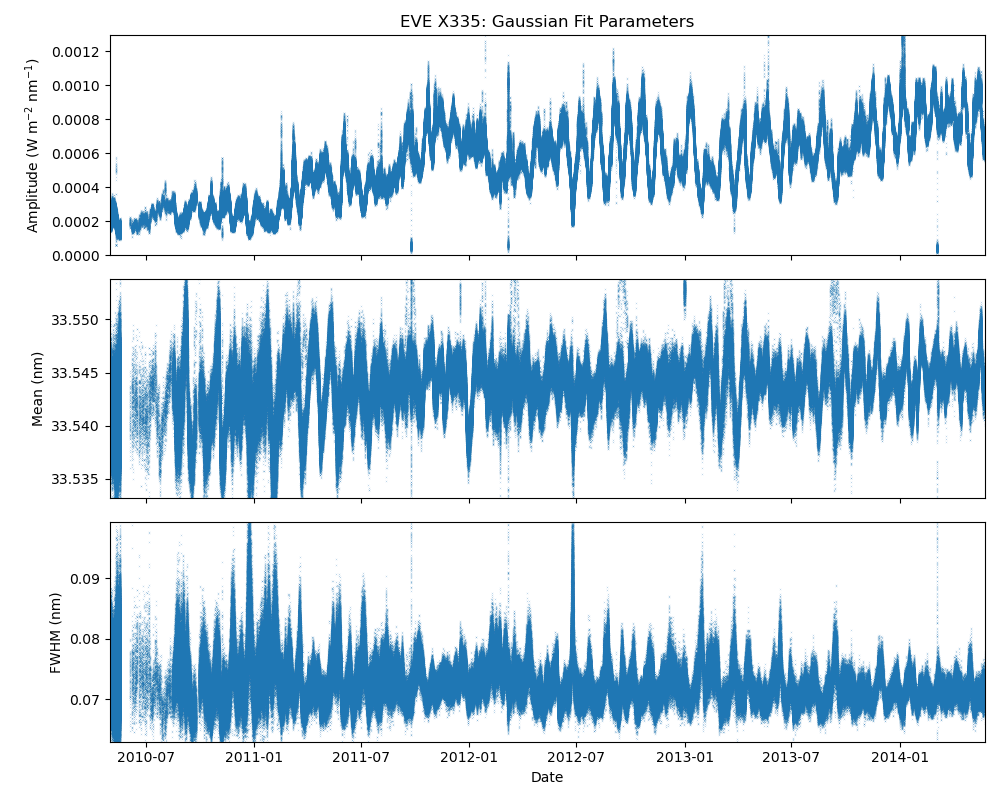 EVE X335: Gaussian Fit Parameters
Amplitude (W m⁻² nm⁻¹)
0.0012
0.0010
0.0008
0.0006
0.0004
0.0002
0.0000
Mean (nm)
33.550
33.545
33.540
33.535
FWHM (nm)
0.09
0.08
0.07
2010-07 2011-01 2011-07 2012-01 2012-07 2013-01 2013-07 2014-01
Date